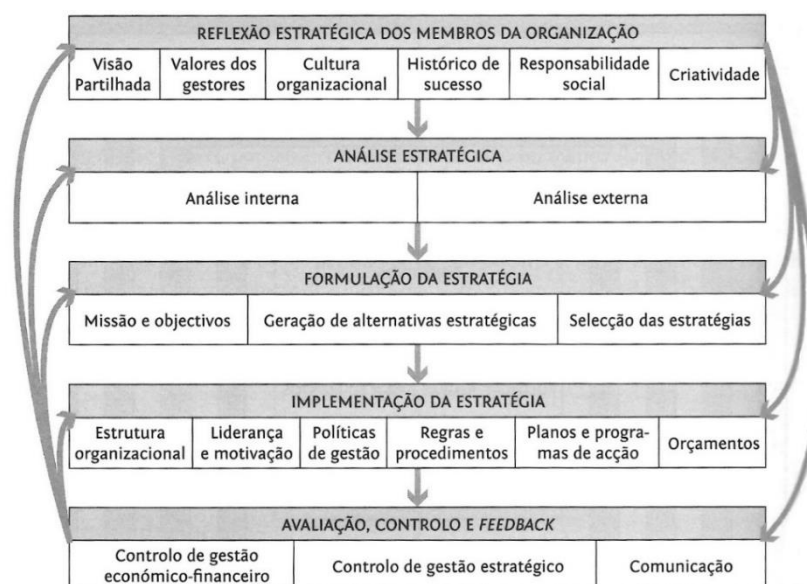 REFLEXÃO ESTRATÉGICA DOS MEMBROS DA ORGANIZAÇÃO
Visão Partilhada
Valores dos gestores
Cultura organizacional
Histórico de sucesso
Responsabilidade social
Criatividade
ANÁLISE ESTRATÉGICA
Análise interna
Análise externa
FORMULAÇÃO DA ESTRATÉGIA
Missão e objectivos
Geração de alternativas estratégicas
Selecção das estratégias
IMPLEMENTAÇÃO DA ESTRATÉGIA
Estrutura organizacional
Liderança e motivação
Políticas de gestão
Regras e procedimentos
Planos e progra-
mas de acção
Orçamentos
AVALIAÇÃO, CONTROLO E FEEDBACK
Controlo de gestão económico-financeiro
Controlo de gestão estratégico
Comunicação